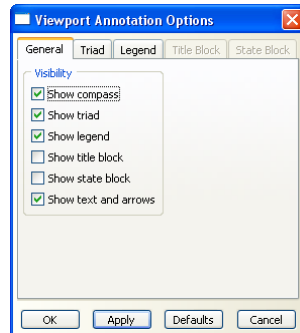 Viewport Annotation Options
General Triad Legend Title Block State Block
Visibility
Show compass
Show triad
Show legend
Show title block
Show state block
Show text and arrows
OK Apply Defaults Cancel